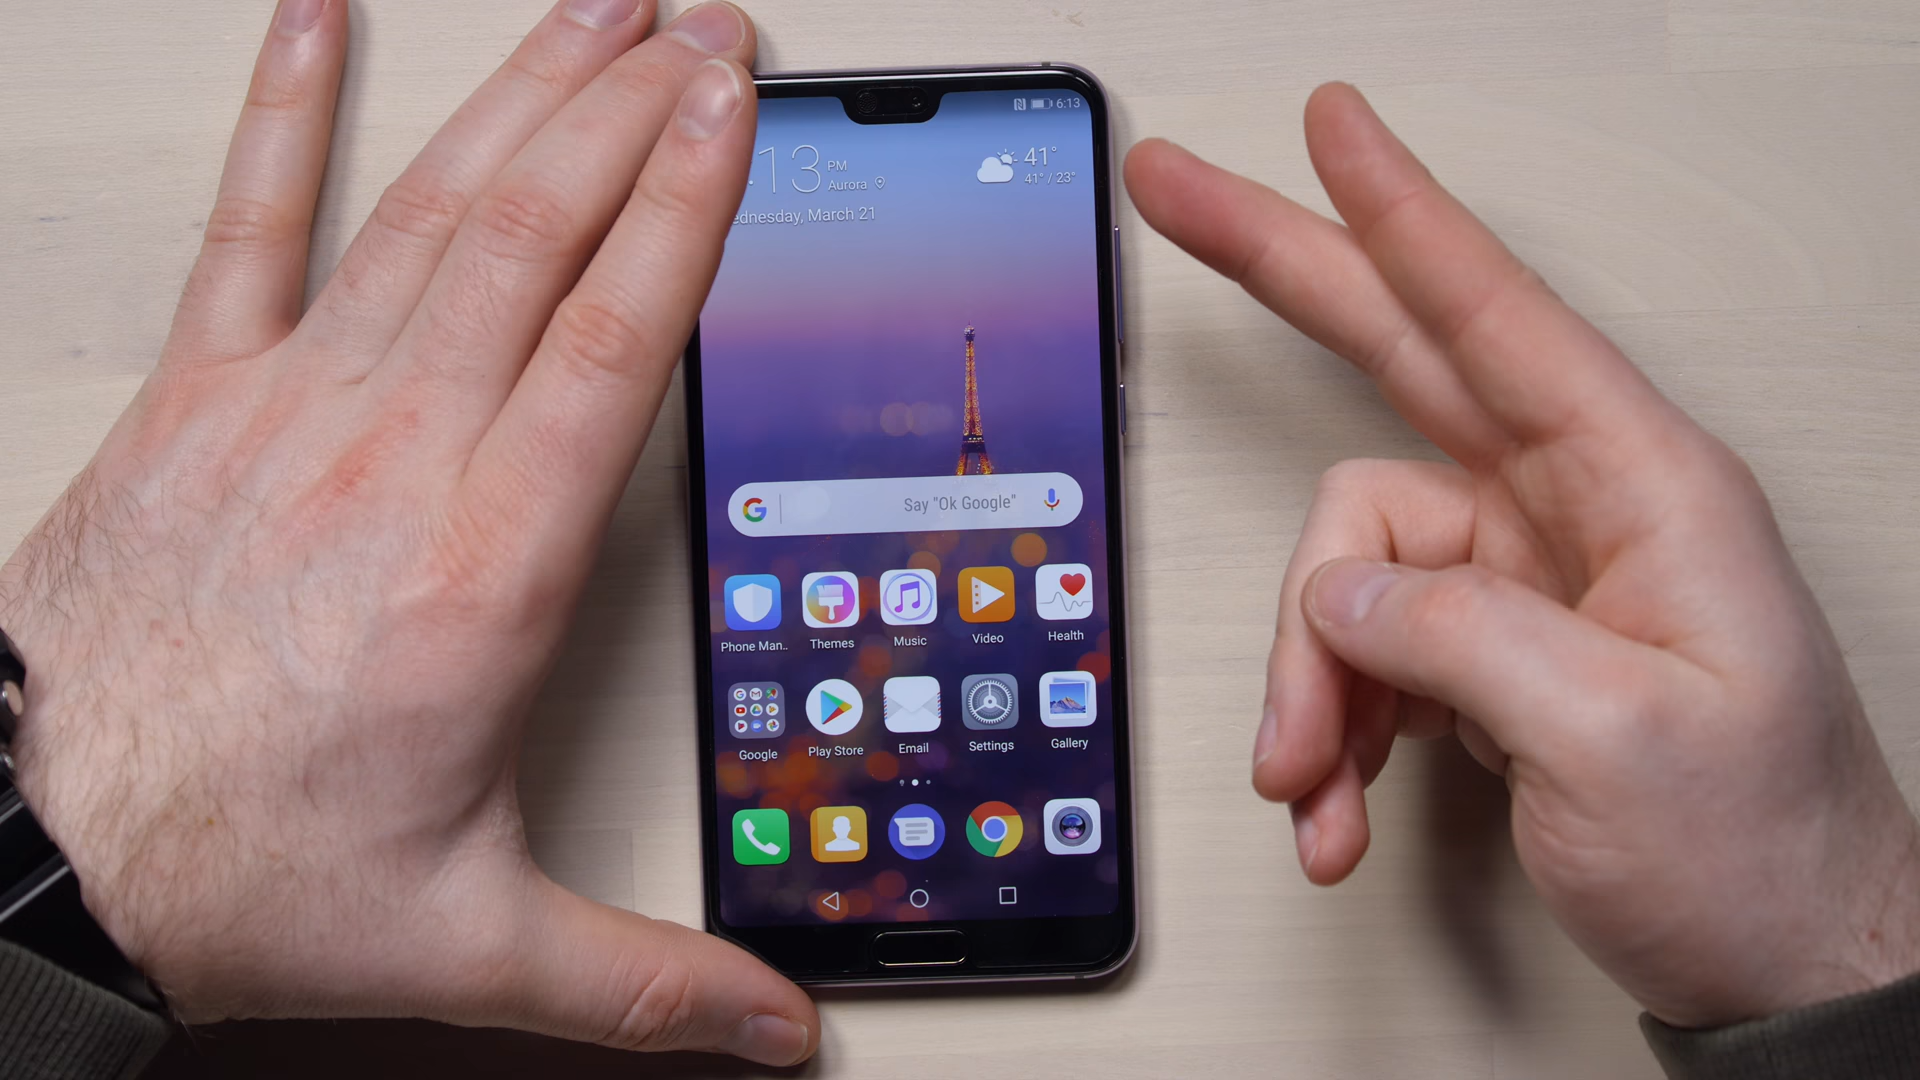 6:13
13 PM
Aurora
41°
41° / 23°
ednesday, March 21
Say "Ok Google"
Phone Man..
Themes
Music
Video
Health
Google
Play Store
Email
Settings
Gallery